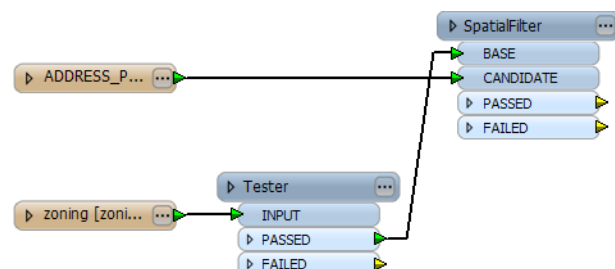 SpatialFilter
BASE
ADDRESS_P...
CANDIDATE
PASSED
FAILED
Tester
zoning [zoni...
INPUT
PASSED
FAILED